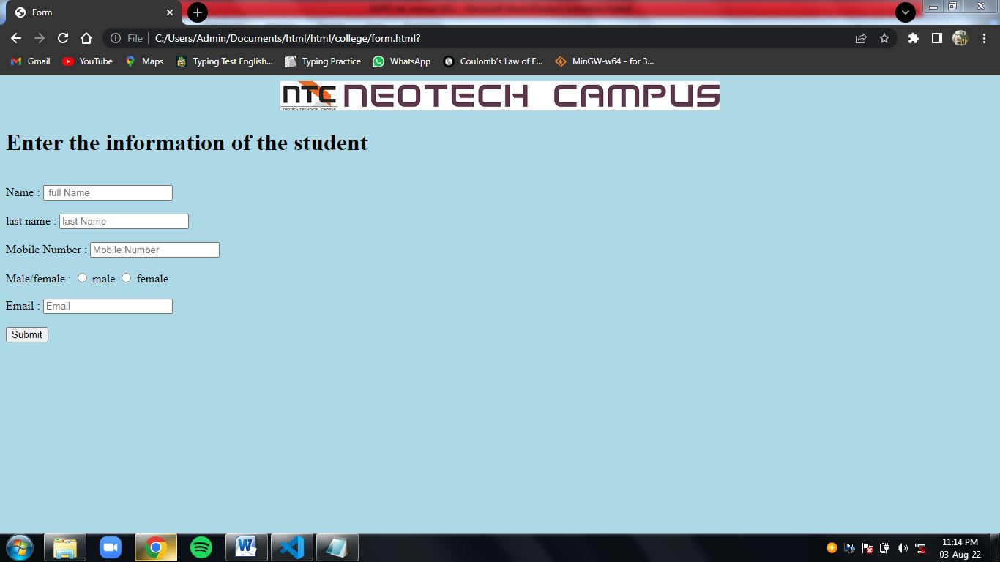 Form
File
C:/Users/Admin/Documents/html/html/college/form.html?
Gmail
YouTube
Maps
Typing Test English...
Typing Practice
WhatsApp
Coulomb's Law of E...
MinGW-w64 - for 3...
NTC NEOTECH CAMPUS
NEOTECH TECHNICAL CAMPUS
Enter the information of the student
Name : full Name
last name : last Name
Mobile Number : Mobile Number
Male/female : male female
Email : Email
Submit
11:14 PM
03-Aug-22